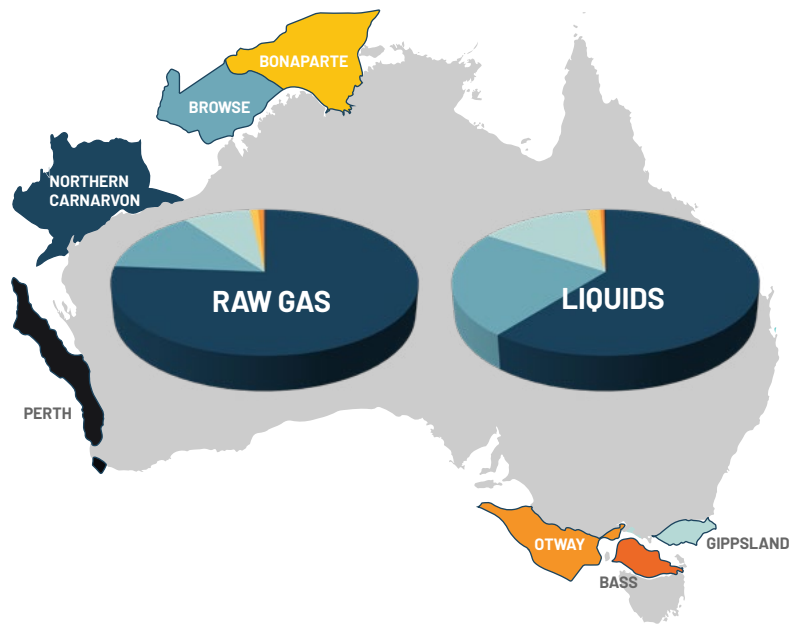 BONAPARTE
BROWSE
NORTHERN
CARNARVON
RAW GAS
LIQUIDS
PERTH
OTWAY
GIPPSLAND
BASS